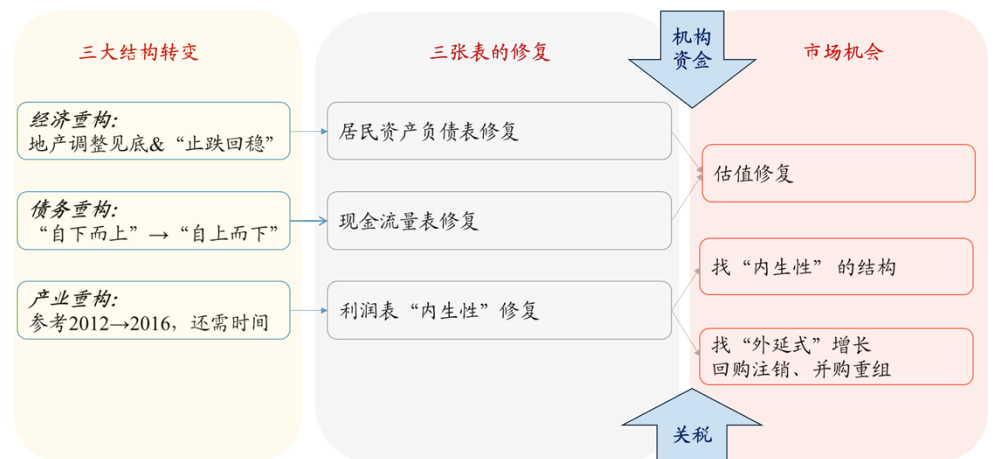 三大结构转变
经济重构:
地产调整见底&“止跌回稳”
债务重构:
“自下而上”→“自上而下”
产业重构:
参考2012→2016，还需时间
三张表的修复
居民资产负债表修复
现金流量表修复
利润表“内生性”修复
机构
资金
市场机会
估值修复
找“内生性” 的结构
找“外延式”增长
回购注销、并购重组
关税